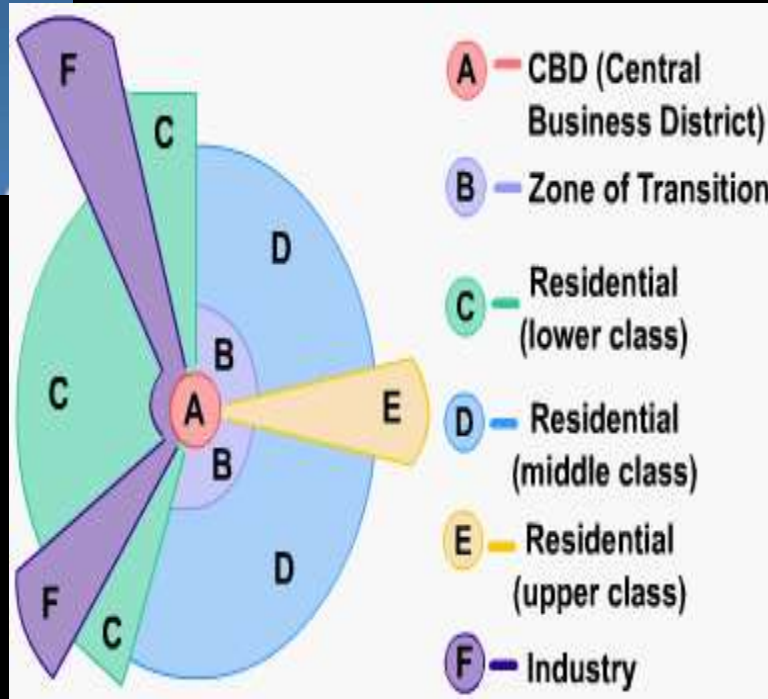 F
C
D
B
C
A
E
B
D
F
C
A CBD (Central
Business District)
B Zone of Transition
C Residential
(lower class)
D Residential
(middle class)
E Residential
(upper class)
F Industry